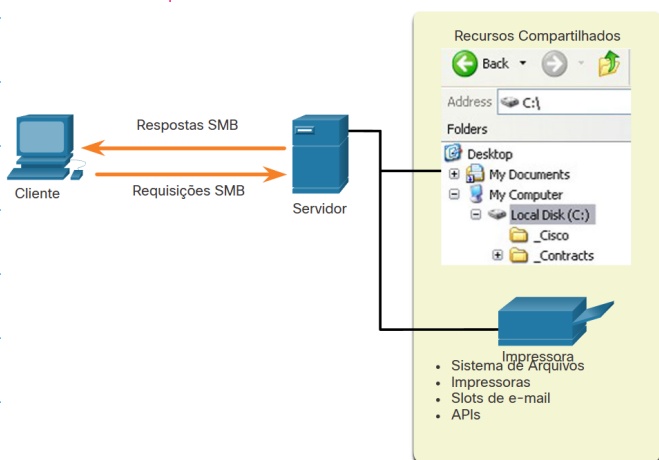 Recursos Compartilhados
Back
Address C:\
Folders
Desktop
My Documents
My Computer
Local Disk (C:)
_Cisco
_Contracts
Respostas SMB
Requisições SMB
Cliente
Servidor
Impressora
• Sistema de Arquivos
• Impressoras
• Slots de e-mail
• APIs